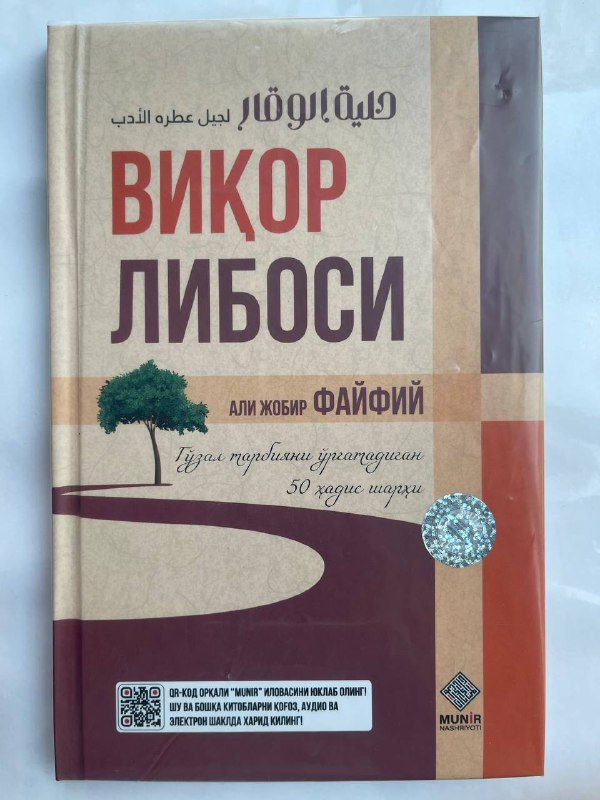 حلية الوقار لجيل عطره الأدب
ВИҚОР
ЛИБОСИ
АЛИ ЖОБИР ФАЙФИЙ
Гўзал тарбияни ўргатадиган
50 ҳадис шарҳи
QR-КОД ОРҚАЛИ "MUNIR" ИЛОВАСИНИ ЮКЛАБ ОЛИНГ!
ШУ ВА БОШҚА КИТОБЛАРНИ ҚОҒОЗ, АУДИО ВА
ЭЛЕКТРОН ШАКЛДА ХАРИД ҚИЛИНГ!
MUNiR
NASHRIYOTI